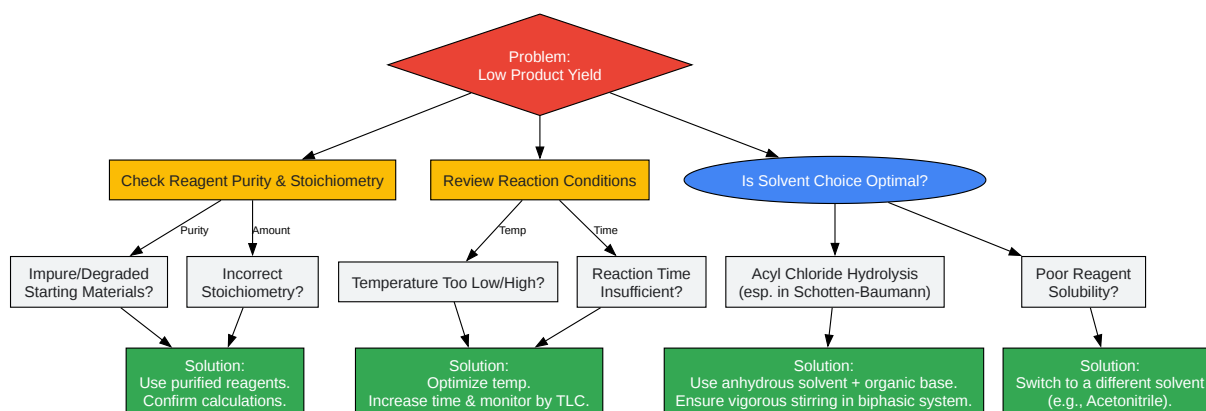 Problem:
Low Product Yield
Check Reagent Purity & Stoichiometry
Review Reaction Conditions
Is Solvent Choice Optimal?
Purity
Amount
Temp
Time
Impure/Degraded
Starting Materials?
Incorrect
Stoichiometry?
Temperature Too Low/High?
Reaction Time
Insufficient?
Acyl Chloride Hydrolysis
(esp. in Schotten-Baumann)
Poor Reagent
Solubility?
Solution:
Use purified reagents.
Confirm calculations.
Solution:
Optimize temp.
Increase time & monitor by TLC.
Solution:
Use anhydrous solvent + organic base.
Ensure vigorous stirring in biphasic system.
Solution:
Switch to a different solvent
(e.g., Acetonitrile).